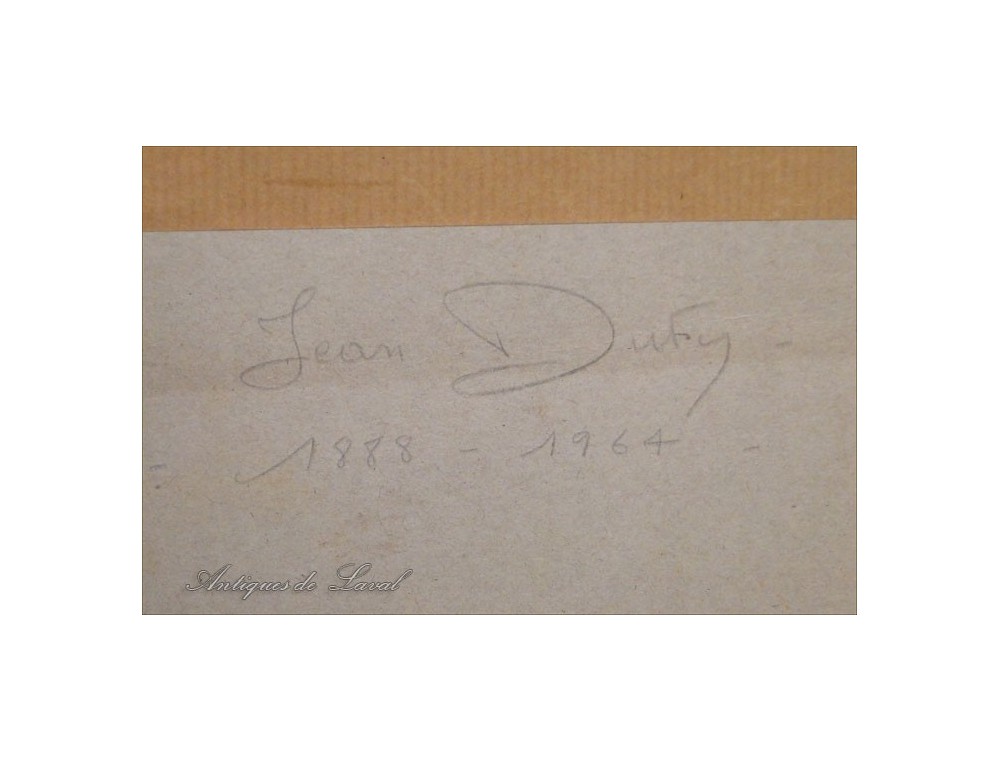 Jean Dufy -
- 1888 - 1964 -
Antiques de Laval